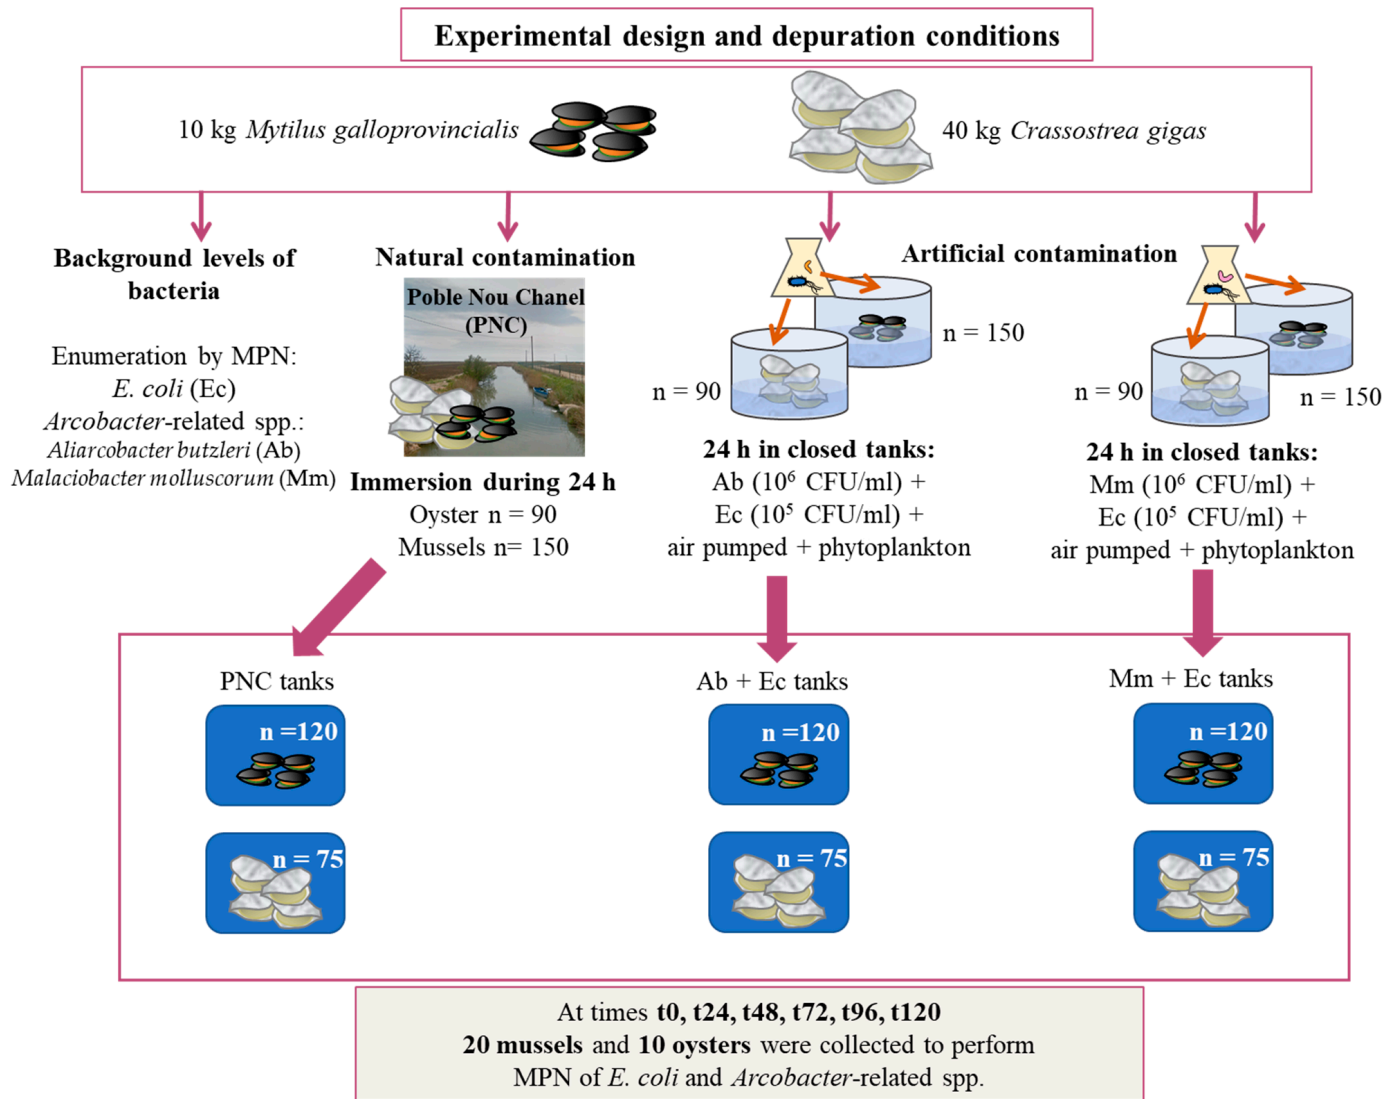 Experimental design and depuration conditions
10 kg Mytilus galloprovincialis
40 kg Crassostrea gigas
Background levels of
bacteria
Enumeration by MPN:
E. coli (Ec)
Arcobacter-related spp.:
Aliarcobacter butzleri (Ab)
Malaciobacter molluscorum (Mm)
Natural contamination
Poble Nou Chanel
(PNC)
Immersion during 24 h
Oyster n = 90
Mussels n= 150
Artificial contamination
n = 150
n = 90
24 h in closed tanks:
Ab (10⁶ CFU/ml) +
Ec (10⁵ CFU/ml) +
air pumped + phytoplankton
n = 90
n = 150
24 h in closed tanks:
Mm (10⁶ CFU/ml) +
Ec (10⁵ CFU/ml) +
air pumped + phytoplankton
PNC tanks
n =120
n = 75
Ab + Ec tanks
n =120
n = 75
Mm + Ec tanks
n =120
n = 75
At times t0, t24, t48, t72, t96, t120
20 mussels and 10 oysters were collected to perform
MPN of E. coli and Arcobacter-related spp.